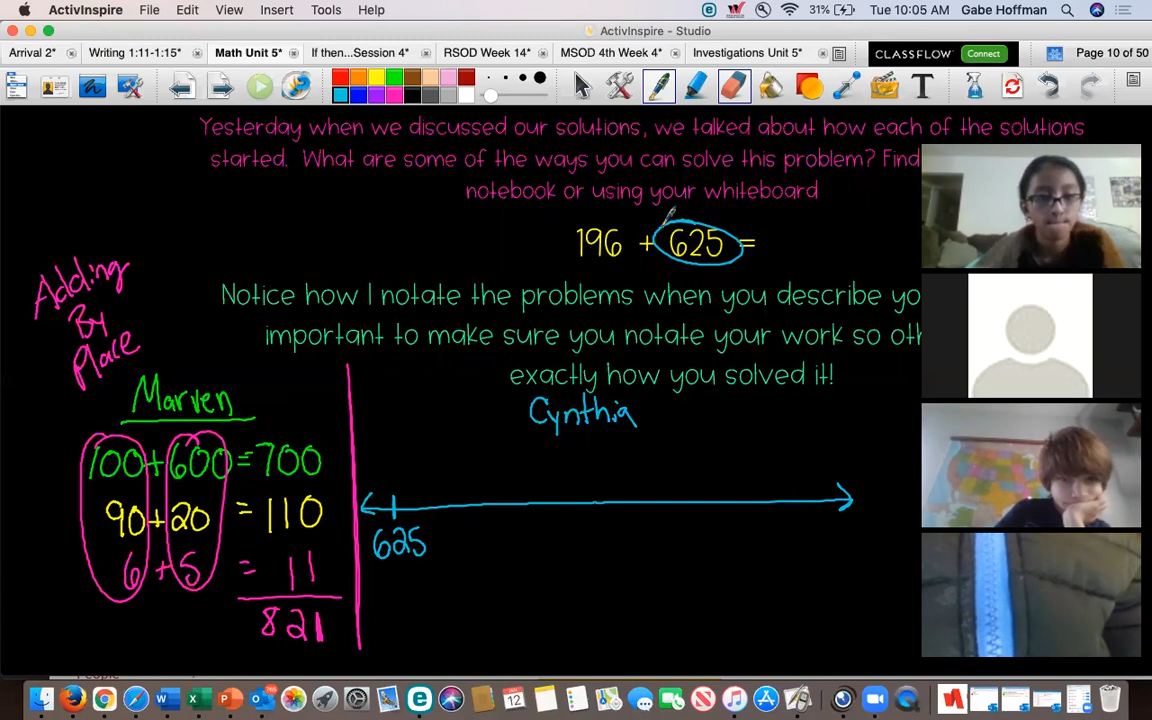 ActivInspire File Edit View Insert Tools Help 31% Tue 10:05 AM Gabe Hoffman
ActivInspire - Studio
Arrival 2* Writing 1:11-1:15* Math Unit 5* If then...Session 4* RSOD Week 14* MSOD 4th Week 4* Investigations Unit 5* CLASSFLOW Connect Page 10 of 50
Yesterday when we discussed our solutions, we talked about how each of the solutions
started. What are some of the ways you can solve this problem? Find
notebook or using your whiteboard
196 + 625 =
Notice how I notate the problems when you describe yo
important to make sure you notate your work so oth
exactly how you solved it!
Adding
By
Place
Marven
100+600=700
90+20 = 110
6+5 = 11
821
Cynthia
625
JAN
12